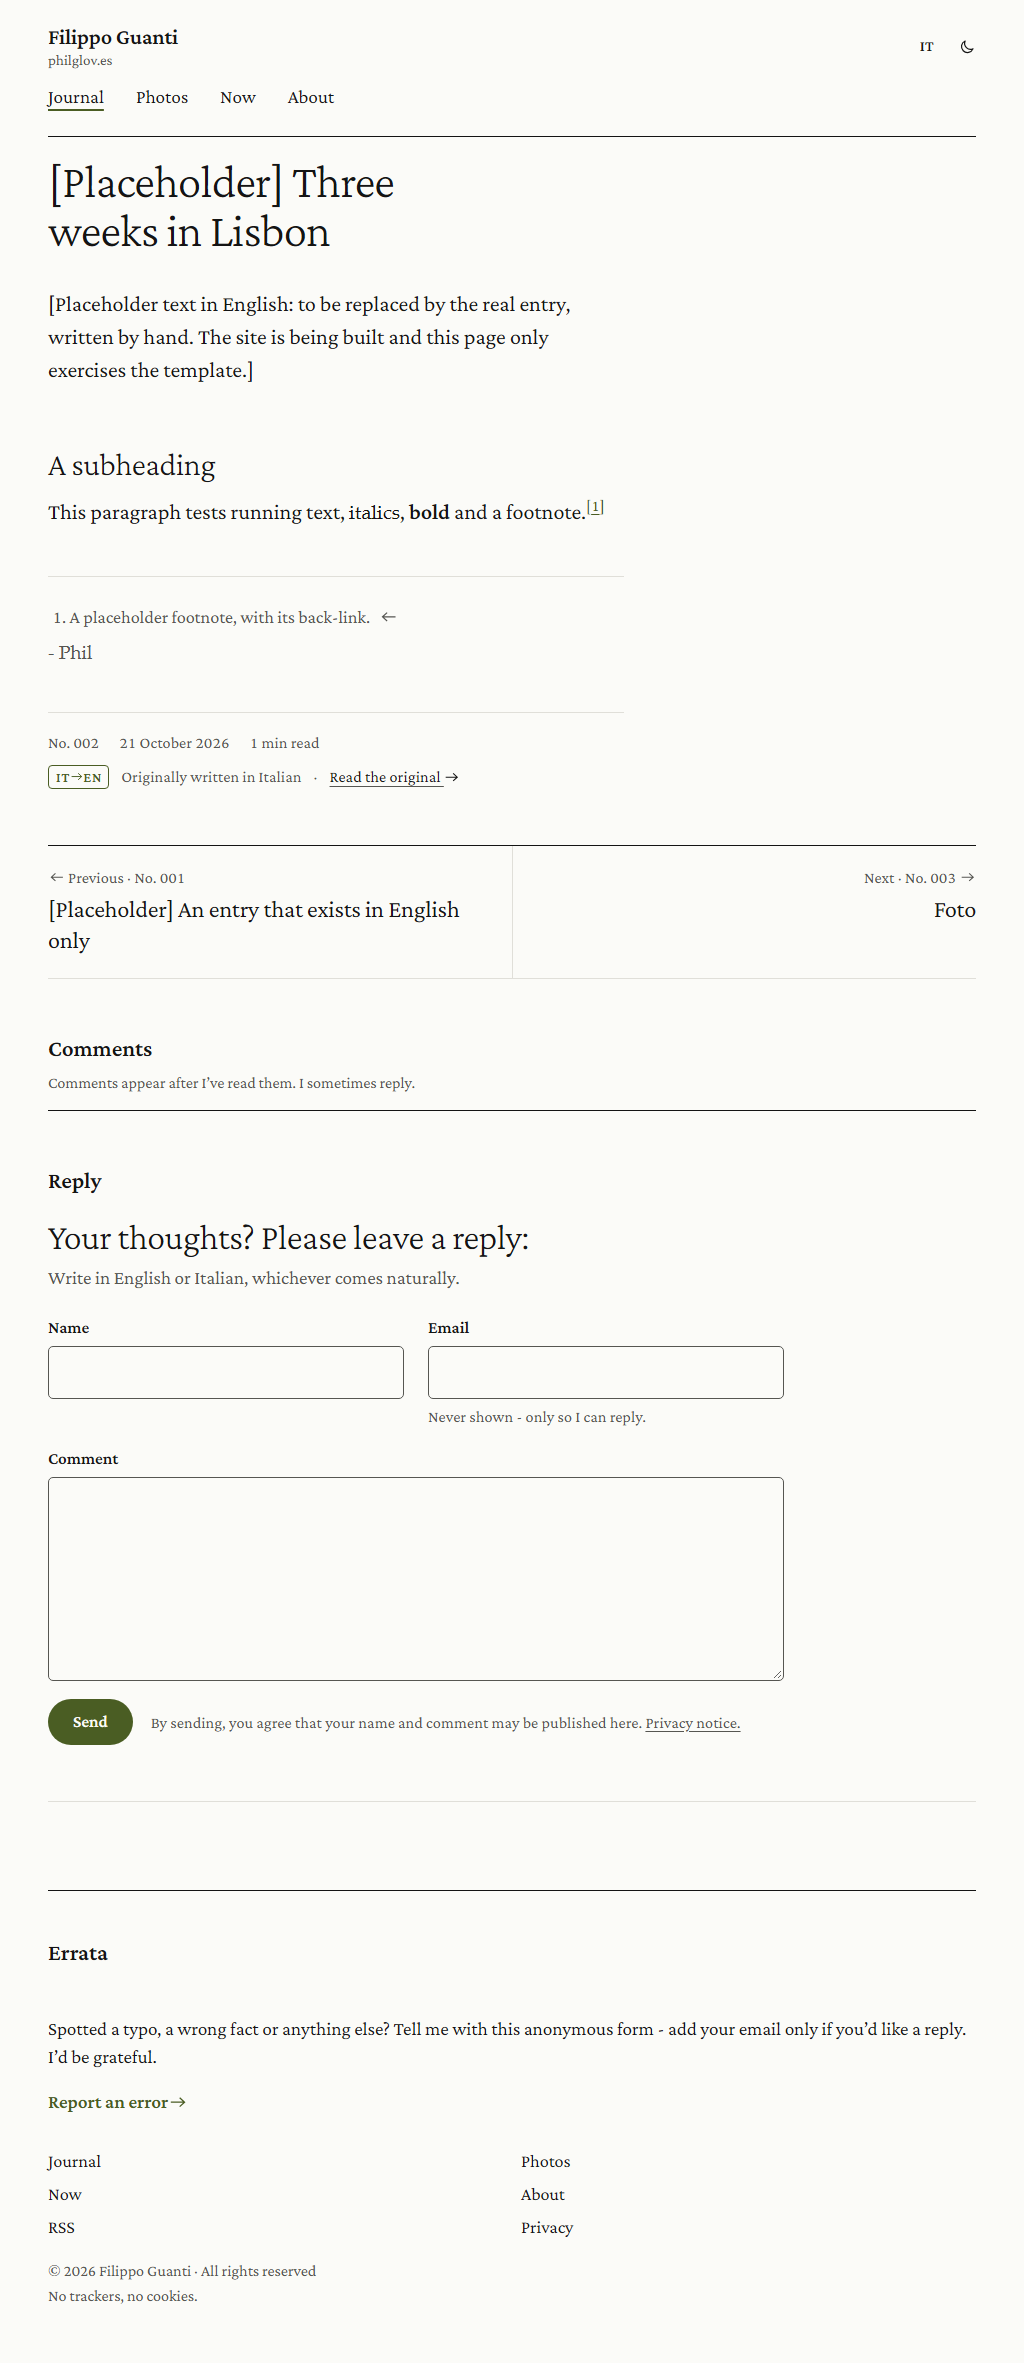 Filippo Guanti
philglov.es
IT
Journal Photos Now About
[Placeholder] Three
weeks in Lisbon
[Placeholder text in English: to be replaced by the real entry,
written by hand. The site is being built and this page only
exercises the template.]
A subheading
This paragraph tests running text, italics, bold and a footnote.[1]
1. A placeholder footnote, with its back-link. ←
- Phil
No. 002 21 October 2026 1 min read
IT→EN Originally written in Italian · Read the original →
← Previous · No. 001
[Placeholder] An entry that exists in English
only
Next · No. 003 →
Foto
Comments
Comments appear after I’ve read them. I sometimes reply.
Reply
Your thoughts? Please leave a reply:
Write in English or Italian, whichever comes naturally.
Name
Email
Never shown - only so I can reply.
Comment
Send
By sending, you agree that your name and comment may be published here. Privacy notice.
Errata
Spotted a typo, a wrong fact or anything else? Tell me with this anonymous form - add your email only if you’d like a reply.
I’d be grateful.
Report an error→
Journal Photos
Now About
RSS Privacy
© 2026 Filippo Guanti · All rights reserved
No trackers, no cookies.